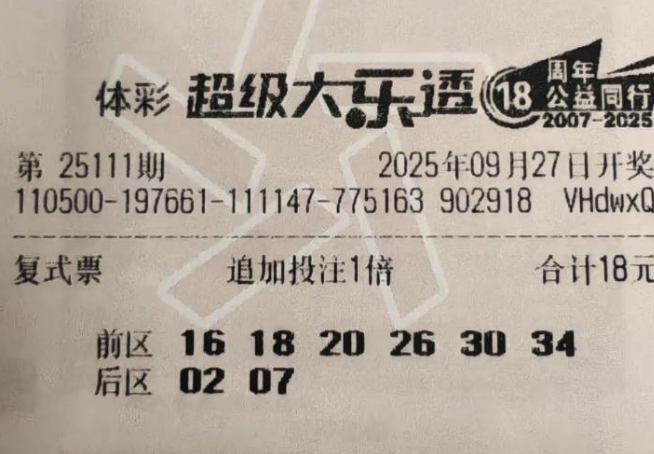 体彩 超级大乐透 18 周年
公益同行
2007-2025
第 25111期 2025年09月27日开奖
110500-197661-111147-775163 902918 VHdwxQ
复式票 追加投注1倍 合计18元
前区 16 18 20 26 30 34
后区 02 07